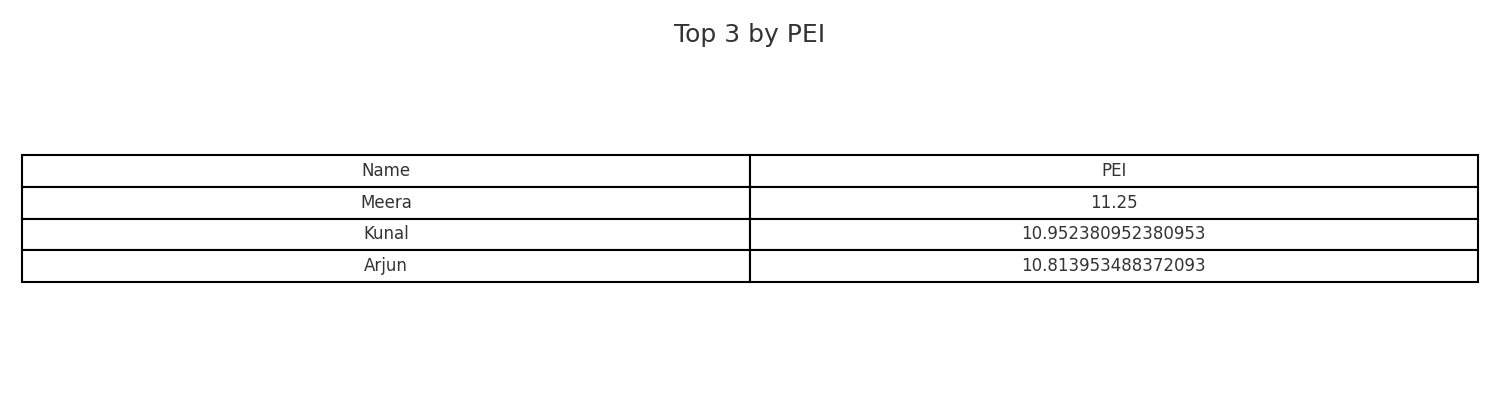 Top 3 by PEI
Name PEI
Meera 11.25
Kunal 10.952380952380953
Arjun 10.813953488372093